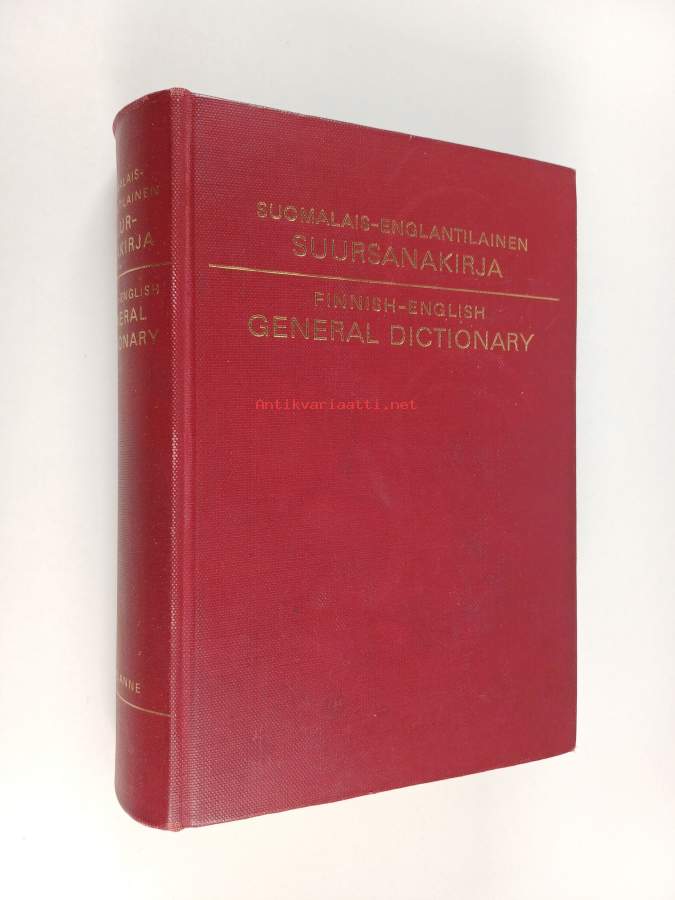 SUOMALAIS-ENGLANTILAINEN
SUURSANAKIRJA
FINNISH-ENGLISH
GENERAL DICTIONARY
Antikvariaatti.net